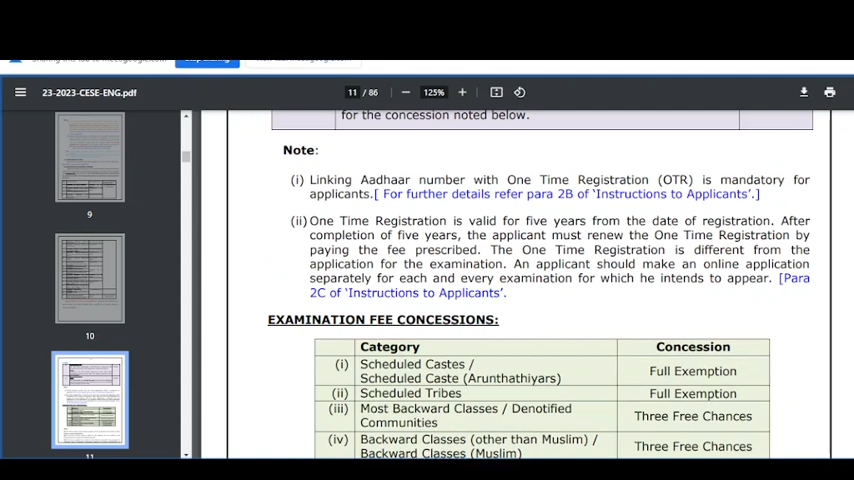 23-2023-CESE-ENG.pdf
11 / 86
125%
for the concession noted below.
Note:
(i) Linking Aadhaar number with One Time Registration (OTR) is mandatory for
applicants.[ For further details refer para 2B of ‘Instructions to Applicants’.]
(ii) One Time Registration is valid for five years from the date of registration. After
completion of five years, the applicant must renew the One Time Registration by
paying the fee prescribed. The One Time Registration is different from the
application for the examination. An applicant should make an online application
separately for each and every examination for which he intends to appear. [Para
2C of ‘Instructions to Applicants’.
EXAMINATION FEE CONCESSIONS:
Category Concession
(i) Scheduled Castes /
Scheduled Caste (Arunthathiyars) Full Exemption
(ii) Scheduled Tribes Full Exemption
(iii) Most Backward Classes / Denotified
Communities Three Free Chances
(iv) Backward Classes (other than Muslim) /
Backward Classes (Muslim) Three Free Chances
9
10
11